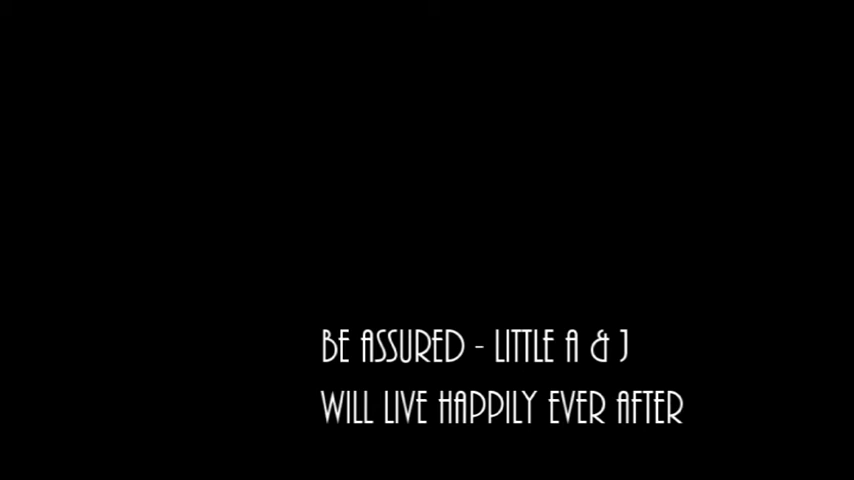 BE ASSURED - LITTLE A & J
WILL LIVE HAPPILY EVER AFTER